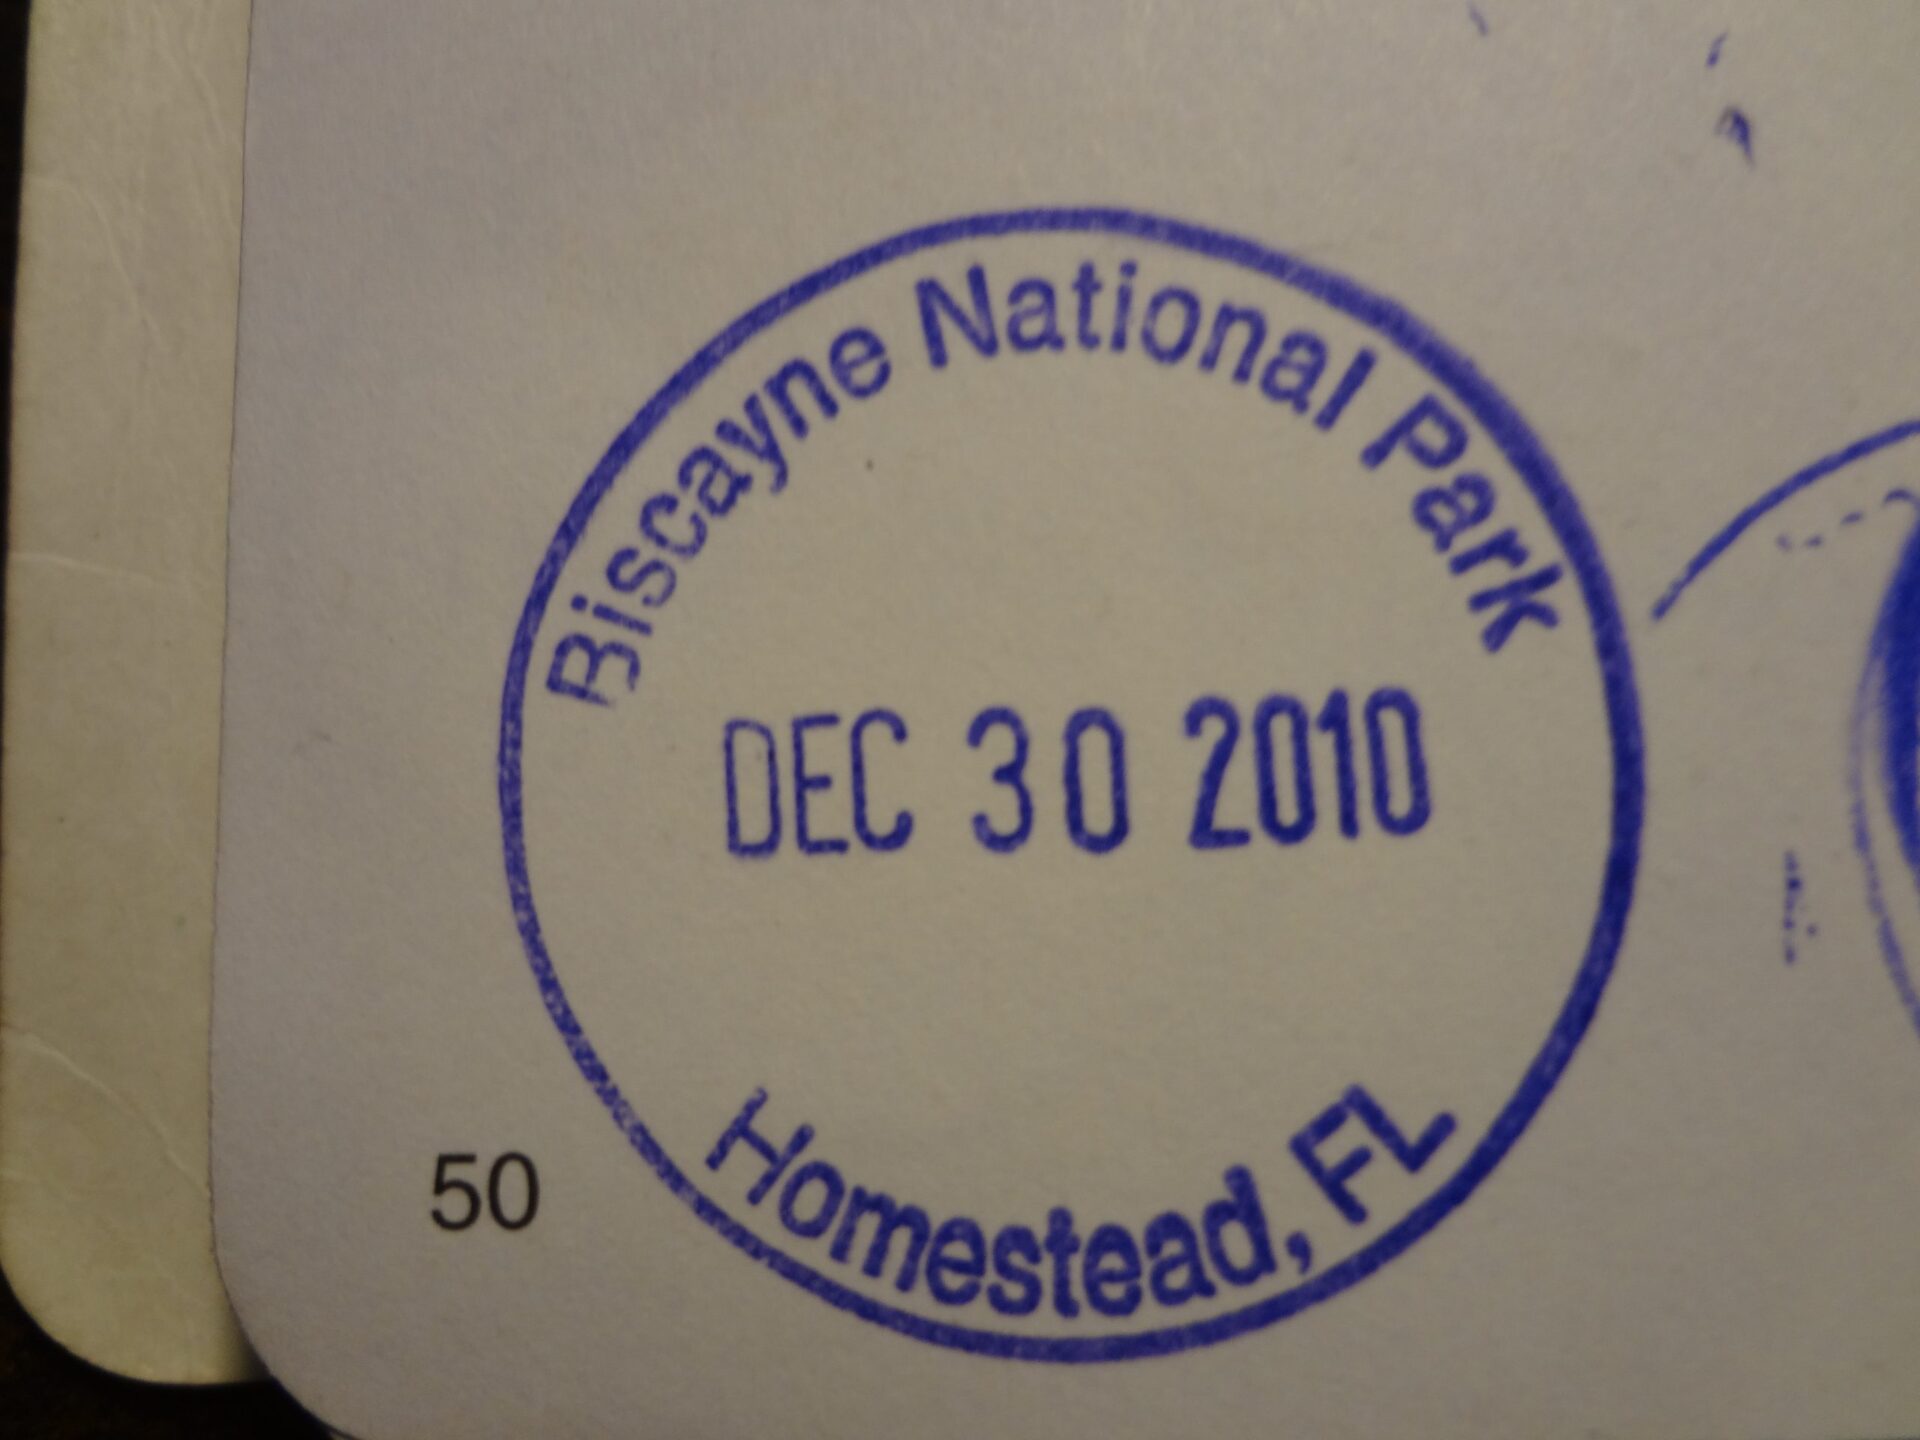 Biscayne National Park
DEC 30 2010
Homestead, FL
50